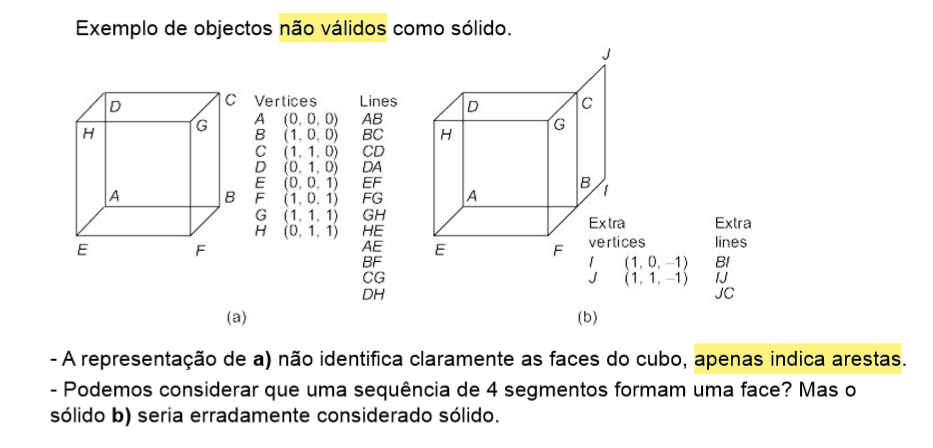 Exemplo de objectos não válidos como sólido.
D
C
H
G
A
B
E
F
Vertices
A (0, 0, 0)
B (1, 0, 0)
C (1, 1, 0)
D (0, 1, 0)
E (0, 0, 1)
F (1, 0, 1)
G (1, 1, 1)
H (0, 1, 1)
Lines
AB
BC
CD
DA
EF
FG
GH
HE
AE
BF
CG
DH
(a)
J
D
C
H
G
A
B
I
E
F
Extra
vertices
I (1, 0, –1)
J (1, 1, –1)
Extra
lines
BI
IJ
JC
(b)
- A representação de a) não identifica claramente as faces do cubo, apenas indica arestas.
- Podemos considerar que uma sequência de 4 segmentos formam uma face? Mas o
sólido b) seria erradamente considerado sólido.